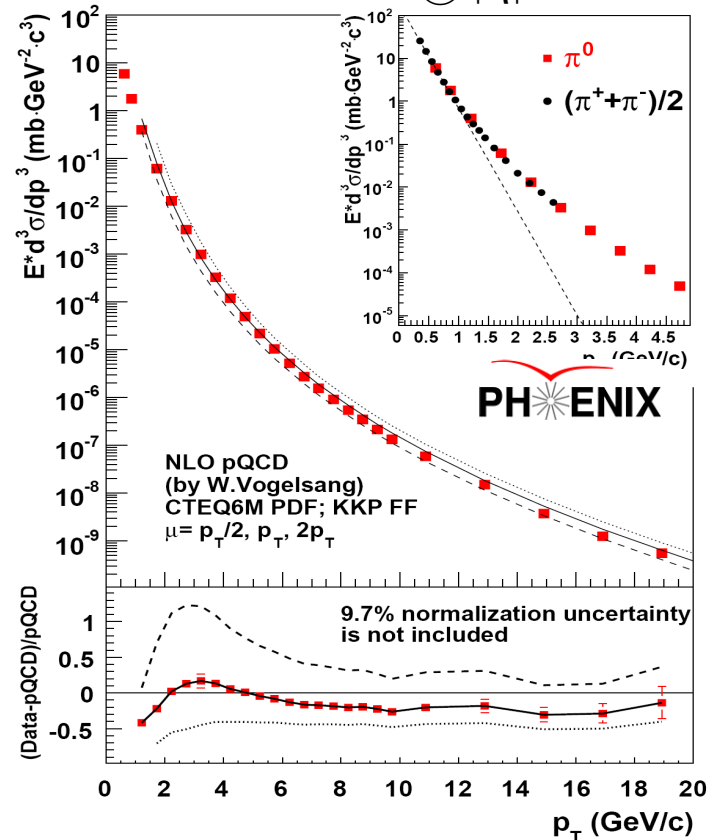 E*d³σ/dp³ (mb·GeV⁻²·c³)
10²
10
1
10⁻¹
10⁻²
10⁻³
10⁻⁴
10⁻⁵
10⁻⁶
10⁻⁷
10⁻⁸
10⁻⁹
E*d³σ/dp³ (mb·GeV⁻²·c³)
10²
10
1
10⁻¹
10⁻²
10⁻³
10⁻⁴
10⁻⁵
π⁰
(π⁺+π⁻)/2
0 0.5 1 1.5 2 2.5 3 3.5 4 4.5
(GeV/c)
PHENIX
NLO pQCD
(by W.Vogelsang)
CTEQ6M PDF; KKP FF
μ= p_T/2, p_T, 2p_T
(Data-pQCD)/pQCD
1
0.5
0
-0.5
9.7% normalization uncertainty
is not included
0 2 4 6 8 10 12 14 16 18 20
p_T (GeV/c)